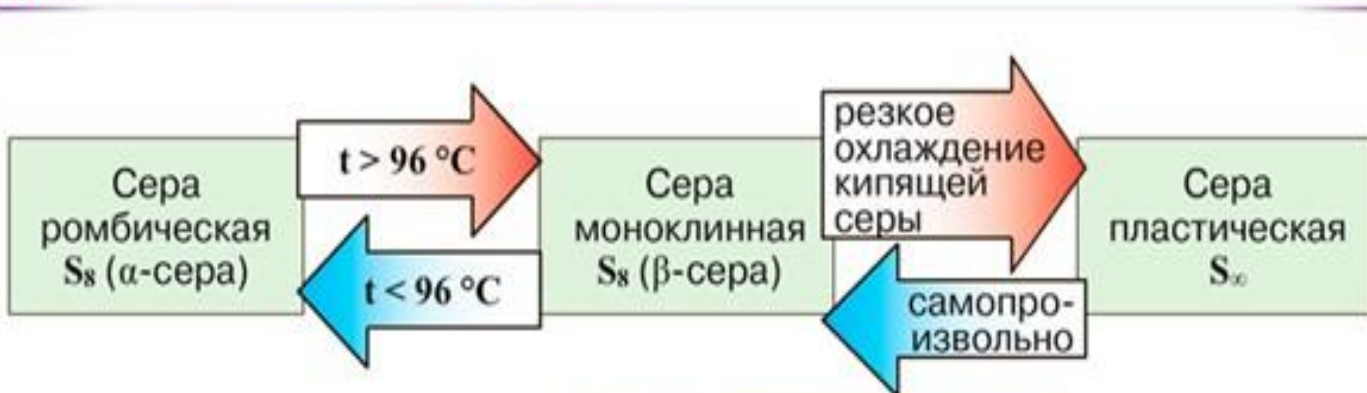 Сера
ромбическая
S₈ (α-сера)
t > 96 °C
t < 96 °C
Сера
моноклинная
S₈ (β-сера)
резкое
охлаждение
кипящей
серы
самопро-
извольно
Сера
пластическая
S∞